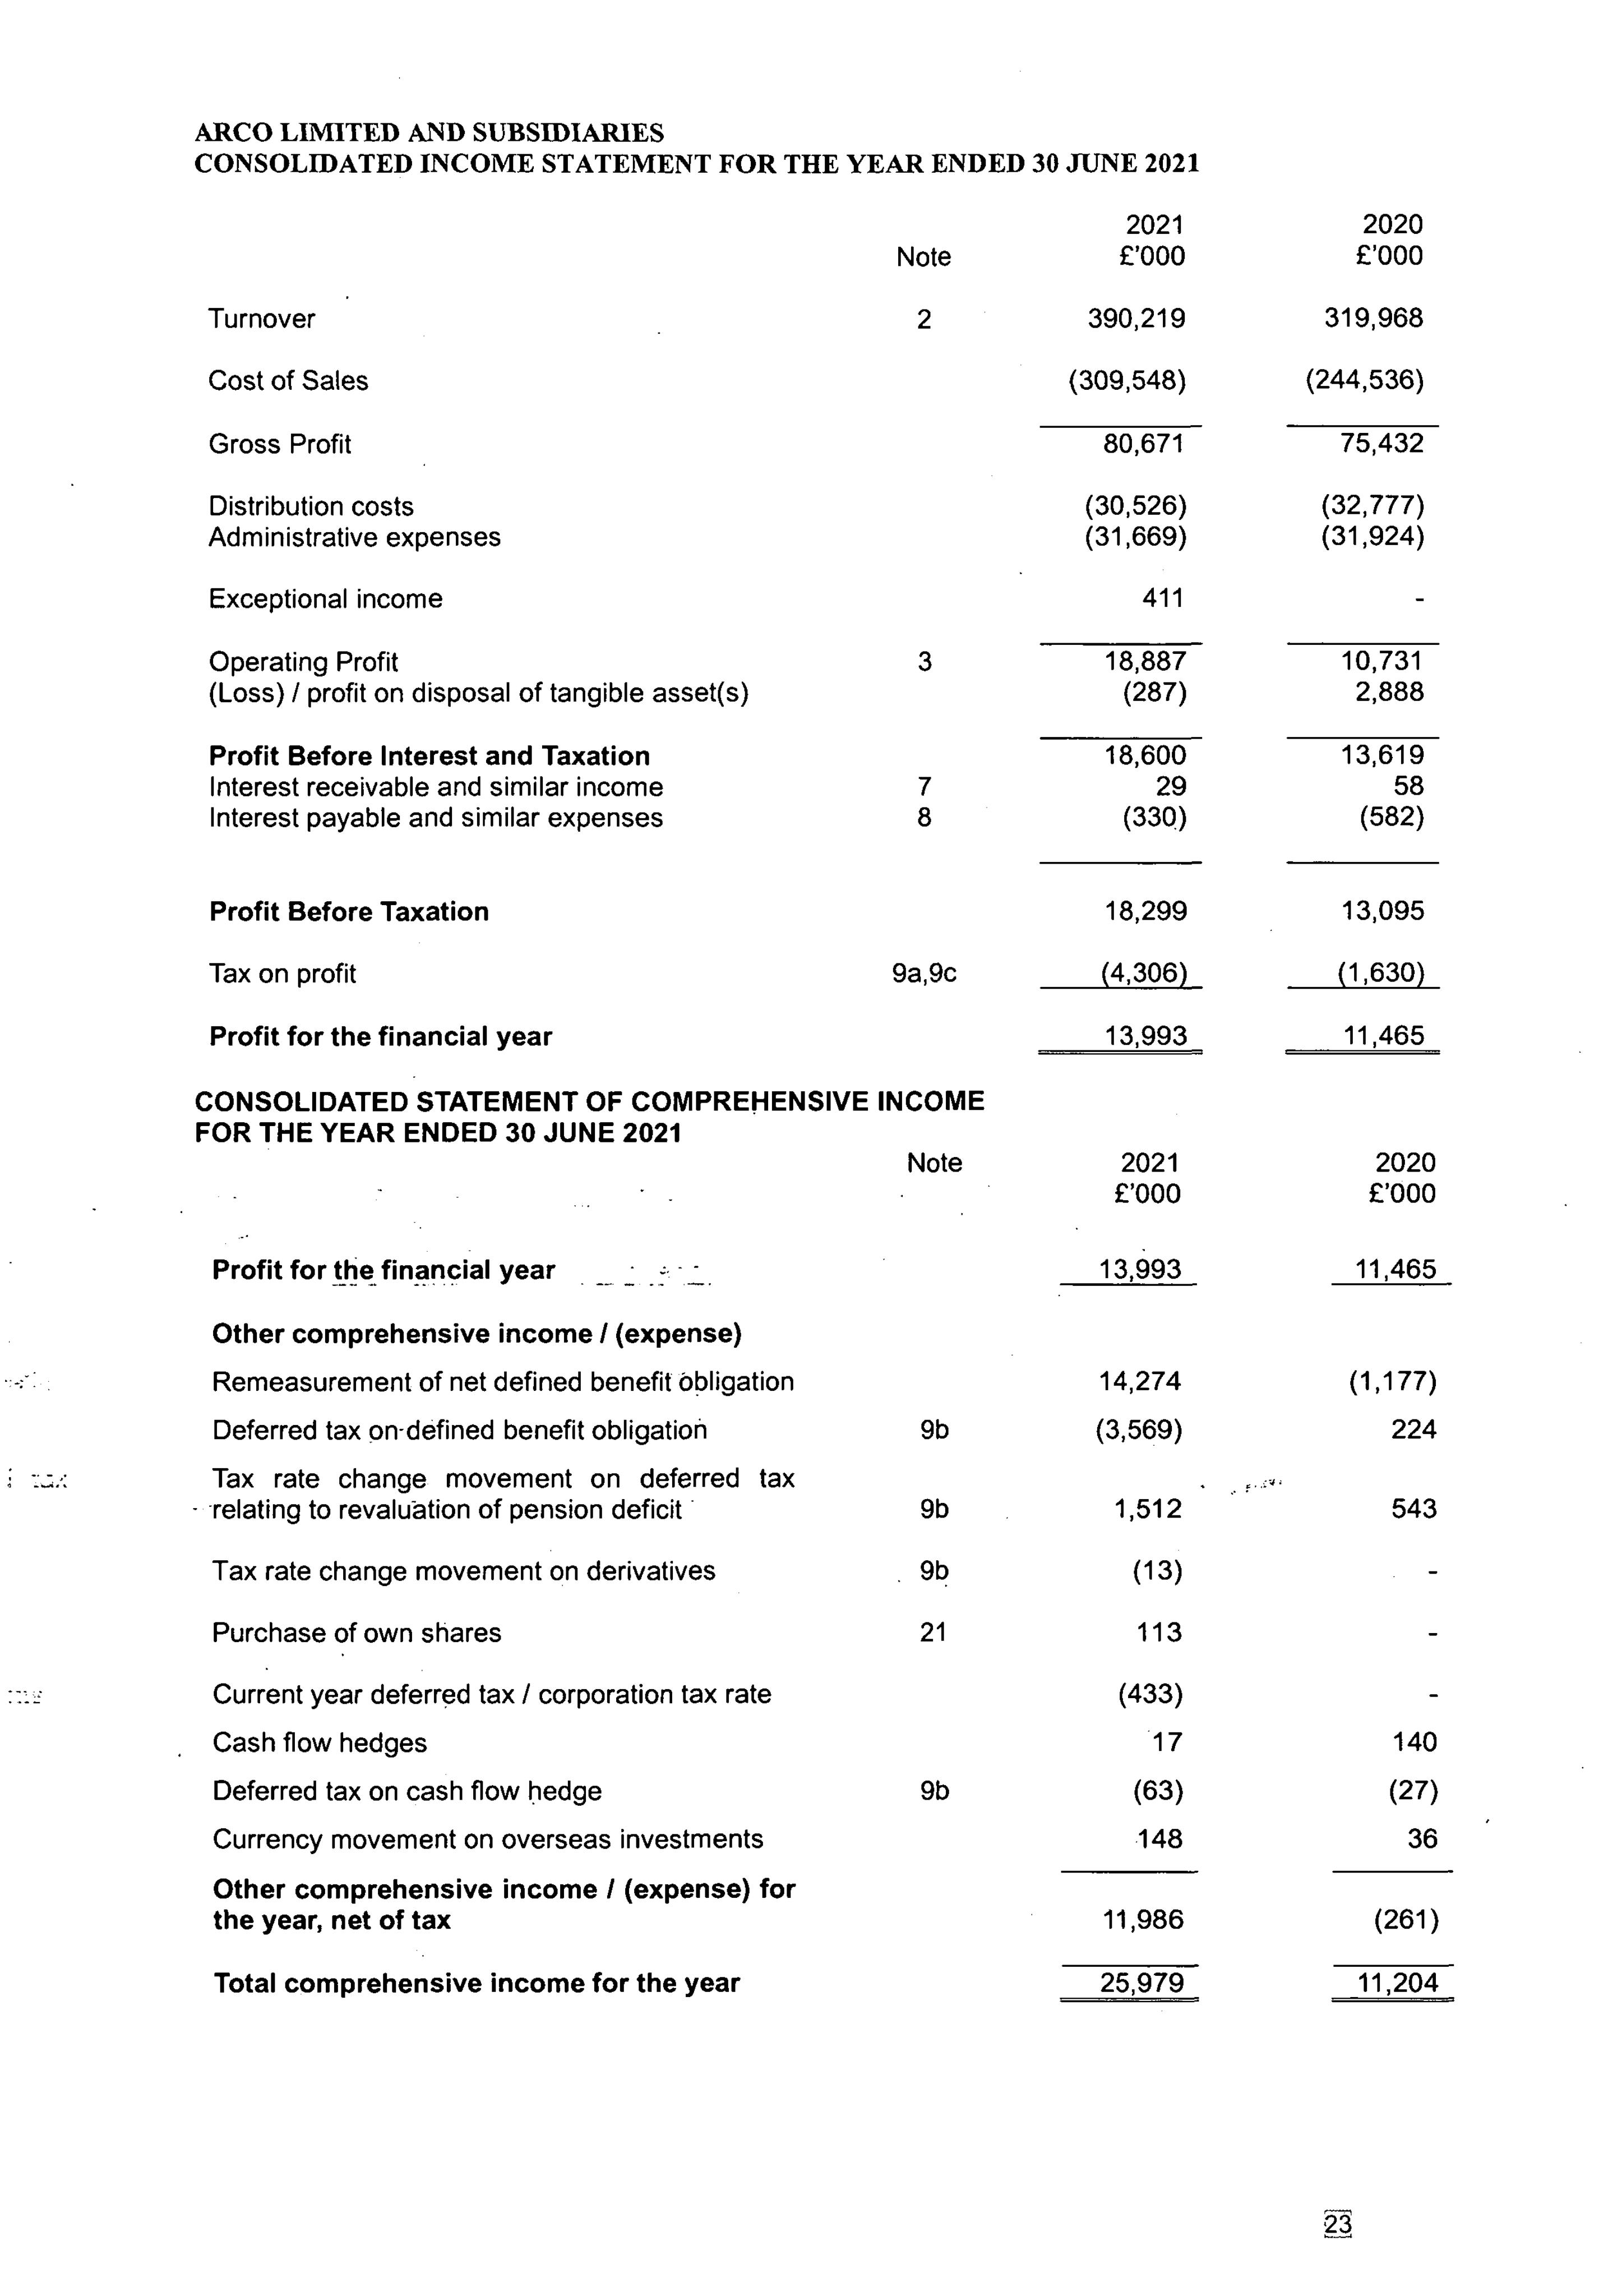 ARCO LIMITED AND SUBSIDIARIES
CONSOLIDATED INCOME STATEMENT FOR THE YEAR ENDED 30 JUNE 2021
2021 2020
Note £'000 £'000
Turnover 2 390,219 319,968
Cost of Sales (309,548) (244,536)
Gross Profit 80,671 75,432
Distribution costs (30,526) (32,777)
Administrative expenses (31,669) (31,924)
Exceptional income 411 -
Operating Profit 3 18,887 10,731
(Loss) / profit on disposal of tangible asset(s) (287) 2,888
Profit Before Interest and Taxation 18,600 13,619
Interest receivable and similar income 7 29 58
Interest payable and similar expenses 8 (330) (582)
Profit Before Taxation 18,299 13,095
Tax on profit 9a,9c (4,306) (1,630)
Profit for the financial year 13,993 11,465
CONSOLIDATED STATEMENT OF COMPREHENSIVE INCOME
FOR THE YEAR ENDED 30 JUNE 2021
Note 2021 2020
£'000 £'000
Profit for the financial year 13,993 11,465
Other comprehensive income / (expense)
Remeasurement of net defined benefit obligation 14,274 (1,177)
Deferred tax on defined benefit obligation 9b (3,569) 224
Tax rate change movement on deferred tax
relating to revaluation of pension deficit 9b 1,512 543
Tax rate change movement on derivatives 9b (13) -
Purchase of own shares 21 113 -
Current year deferred tax / corporation tax rate (433) -
Cash flow hedges 17 140
Deferred tax on cash flow hedge 9b (63) (27)
Currency movement on overseas investments 148 36
Other comprehensive income / (expense) for
the year, net of tax 11,986 (261)
Total comprehensive income for the year 25,979 11,204
23